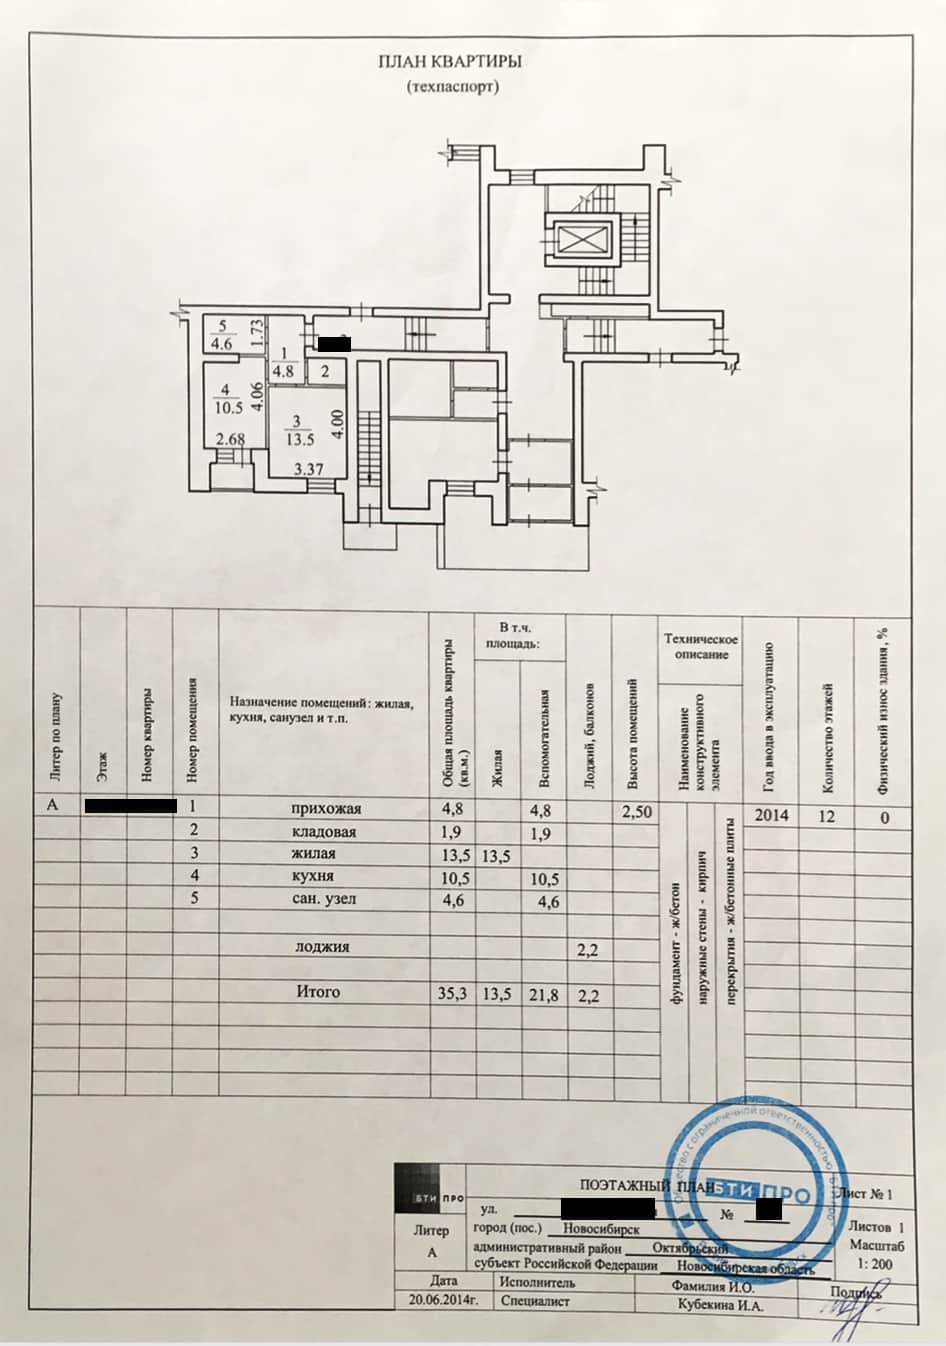 ПЛАН КВАРТИРЫ
(техпаспорт)
5
4.6
1.73
1
4.8
2
4
10.5
4.06
2.68
3
13.5
4.00
3.37
Литер по плану
Этаж
Номер квартиры
Номер помещения
Назначение помещений: жилая,
кухня, санузел и т.п.
Общая площадь квартиры
(кв.м.)
В т.ч.
площадь:
Жилая
Вспомогательная
Лоджий, балконов
Высота помещений
Техническое
описание
Наименование
конструктивного
элемента
Год ввода в эксплуатацию
Количество этажей
Физический износ здания, %
А 1 прихожая 4,8 4,8 2,50 2014 12 0
2 кладовая 1,9 1,9
3 жилая 13,5 13,5
4 кухня 10,5 10,5
5 сан. узел 4,6 4,6
лоджия 2,2
Итого 35,3 13,5 21,8 2,2
фундамент - ж/бетон
наружные стены - кирпич
перекрытия - ж/бетонные плиты
БТИ ПРО
Литер
А
ПОЭТАЖНЫЙ ПЛАН
ул. №
город (пос.) Новосибирск
административный район Октябрьский
субъект Российской Федерации Новосибирская область
Лист № 1
Листов 1
Масштаб
1: 200
Дата Исполнитель Фамилия И.О. Подпись
20.06.2014г. Специалист Кубекина И.А.
Общество с ограниченной ответственностью
БТИ ПРО